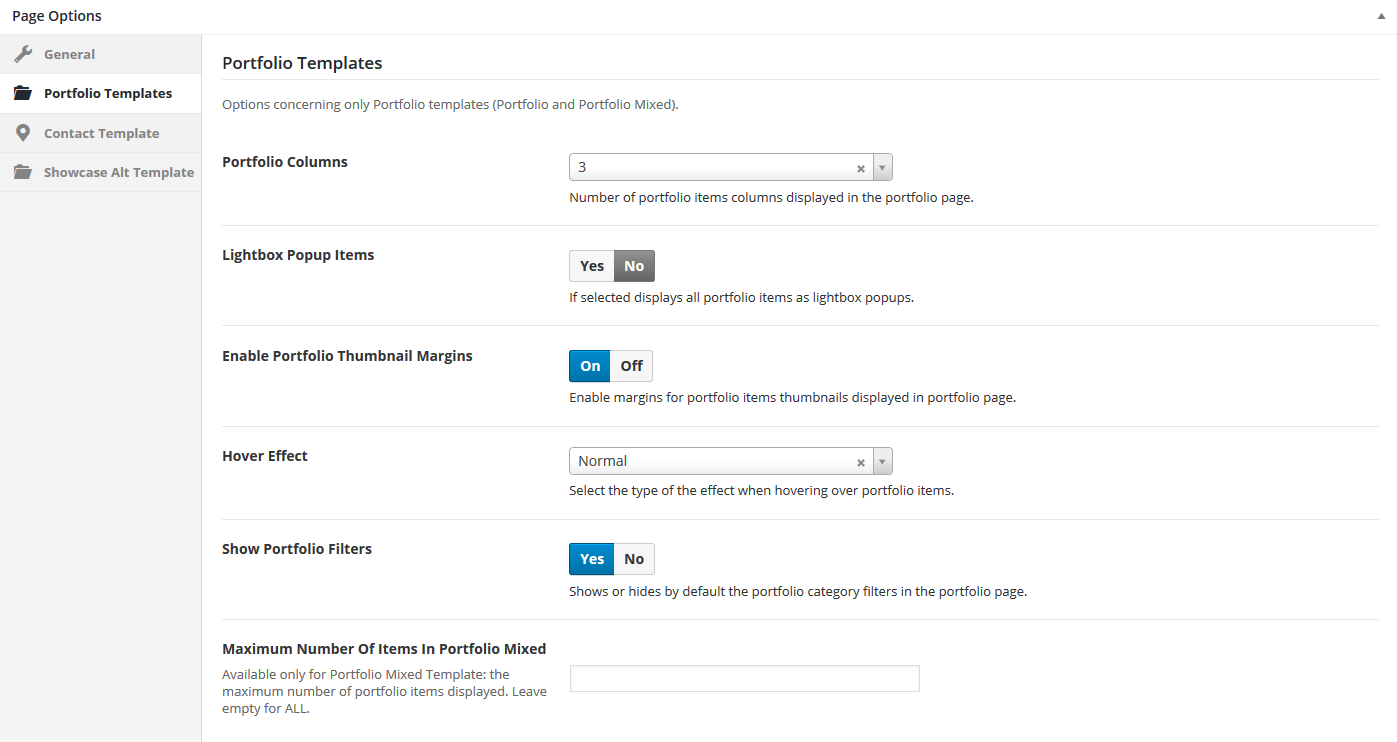 Page Options
General
Portfolio Templates
Contact Template
Showcase Alt Template
Portfolio Templates
Options concerning only Portfolio templates (Portfolio and Portfolio Mixed).
Portfolio Columns
3
Number of portfolio items columns displayed in the portfolio page.
Lightbox Popup Items
Yes No
If selected displays all portfolio items as lightbox popups.
Enable Portfolio Thumbnail Margins
On Off
Enable margins for portfolio items thumbnails displayed in portfolio page.
Hover Effect
Normal
Select the type of the effect when hovering over portfolio items.
Show Portfolio Filters
Yes No
Shows or hides by default the portfolio category filters in the portfolio page.
Maximum Number Of Items In Portfolio Mixed
Available only for Portfolio Mixed Template: the
maximum number of portfolio items displayed. Leave
empty for ALL.